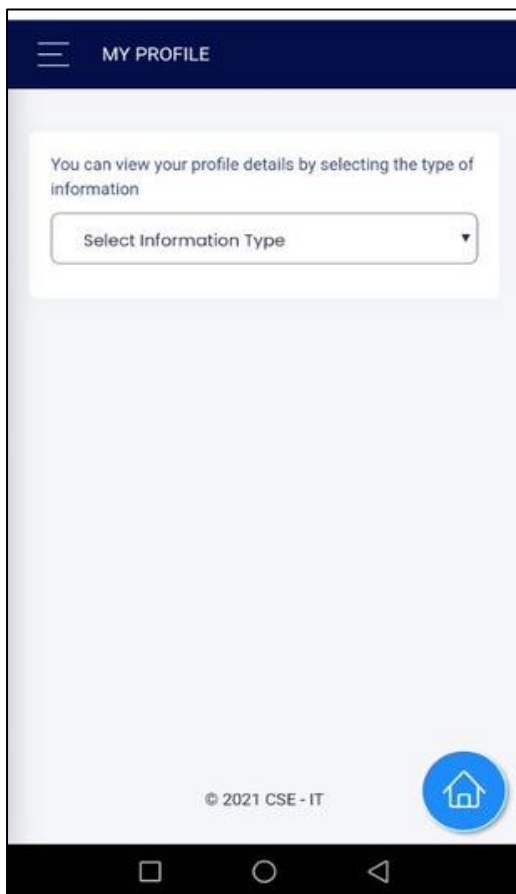 MY PROFILE
You can view your profile details by selecting the type of
information
Select Information Type
© 2021 CSE - IT